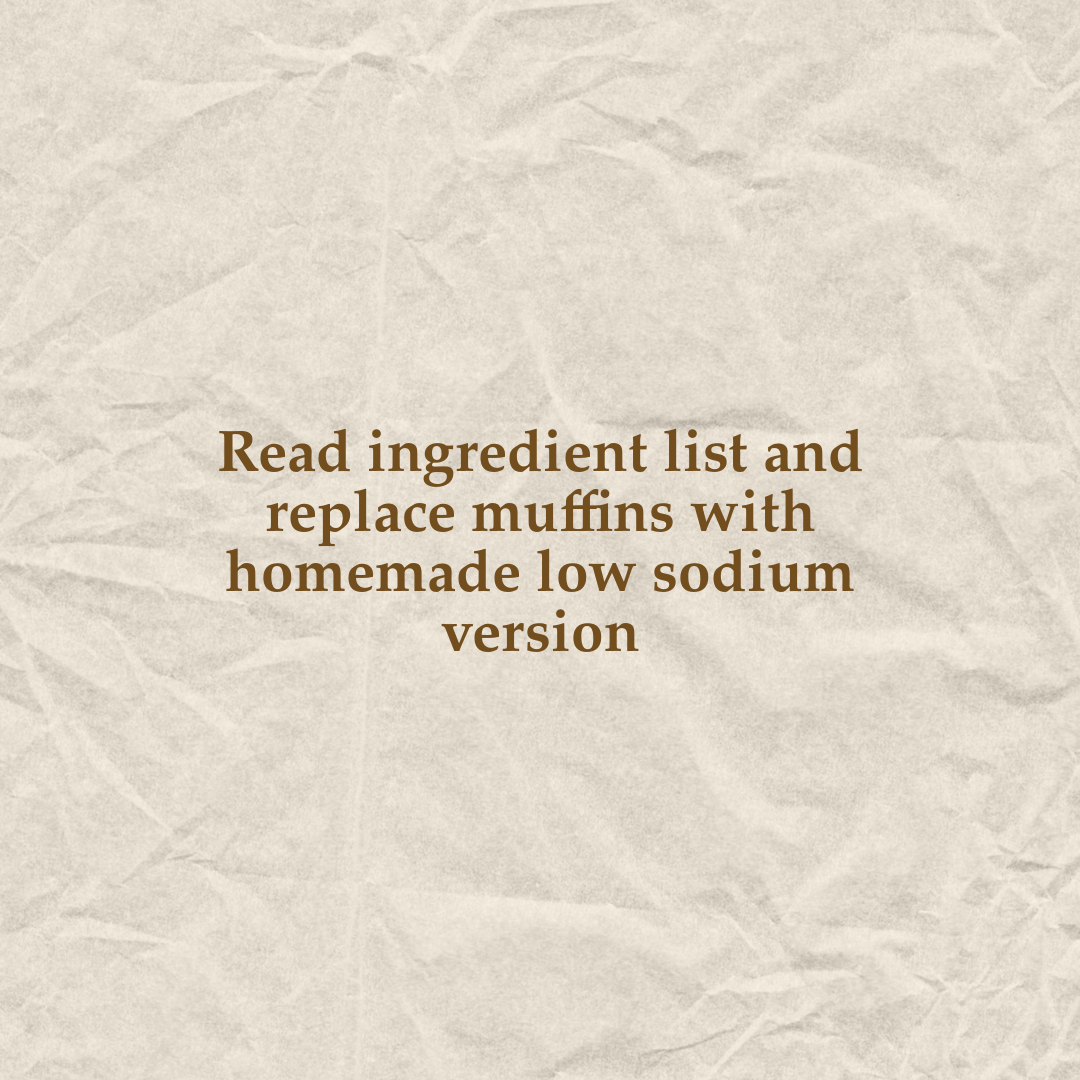 Read ingredient list and
replace muffins with
homemade low sodium
version